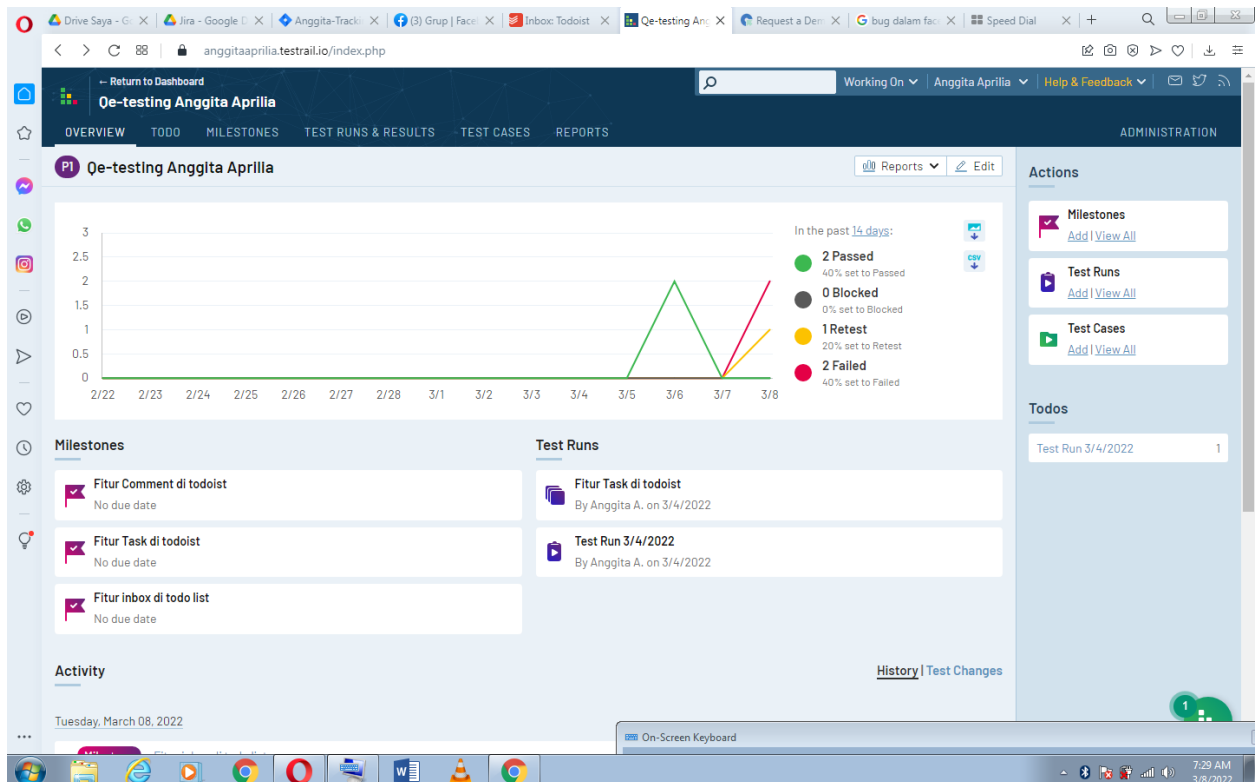 Drive Saya - Go
Jira - Google D
Anggita-Track
(3) Grup | Facel
Inbox: Todoist
Qe-testing Ang
Request a Dem
bug dalam face
Speed Dial
anggitaaprilia.testrail.io/index.php
← Return to Dashboard
Qe-testing Anggita Aprilia
Working On
Anggita Aprilia
Help & Feedback
OVERVIEW TODO MILESTONES TEST RUNS & RESULTS TEST CASES REPORTS ADMINISTRATION
P1 Qe-testing Anggita Aprilia
Reports
Edit
3
2.5
2
1.5
1
0.5
0
2/22 2/23 2/24 2/25 2/26 2/27 2/28 3/1 3/2 3/3 3/4 3/5 3/6 3/7 3/8
In the past 14 days:
CSV
2 Passed
40% set to Passed
0 Blocked
0% set to Blocked
1 Retest
20% set to Retest
2 Failed
40% set to Failed
Actions
Milestones
Add | View All
Test Runs
Add | View All
Test Cases
Add | View All
Todos
Test Run 3/4/2022 1
Milestones
Fitur Comment di todoist
No due date
Fitur Task di todoist
No due date
Fitur inbox di todo list
No due date
Test Runs
Fitur Task di todoist
By Anggita A. on 3/4/2022
Test Run 3/4/2022
By Anggita A. on 3/4/2022
Activity
History | Test Changes
Tuesday, March 08, 2022
1
On-Screen Keyboard
7:29 AM
3/8/2022